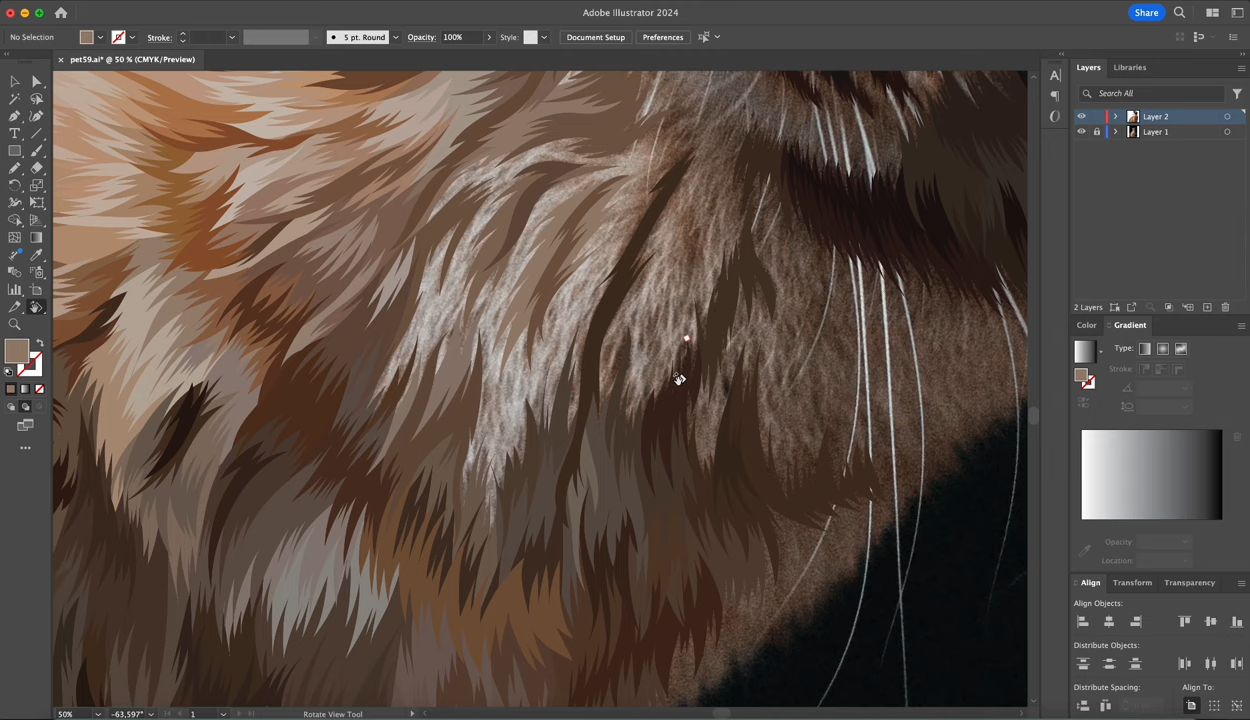 Adobe Illustrator 2024
Share
No Selection
Stroke:
5 pt. Round
Opacity: 100%
Style:
Document Setup
Preferences
× pet59.ai* @ 50 % (CMYK/Preview)
Layers
Libraries
Search All
Layer 2
Layer 1
2 Layers
Color
Gradient
Type:
Stroke:
Opacity:
Location:
Align
Transform
Transparency
Align Objects:
Distribute Objects:
Distribute Spacing:
Align To:
50%
-63,597°
1
Rotate View Tool